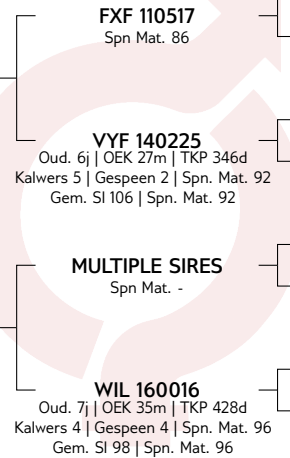 FXF 110517
Spn Mat. 86
VYF 140225
Oud. 6j | OEK 27m | TKP 346d
Kalwers 5 | Gespeen 2 | Spn. Mat. 92
Gem. SI 106 | Spn. Mat. 92
MULTIPLE SIRES
Spn Mat. -
WIL 160016
Oud. 7j | OEK 35m | TKP 428d
Kalwers 4 | Gespeen 4 | Spn. Mat. 96
Gem. SI 98 | Spn. Mat. 96